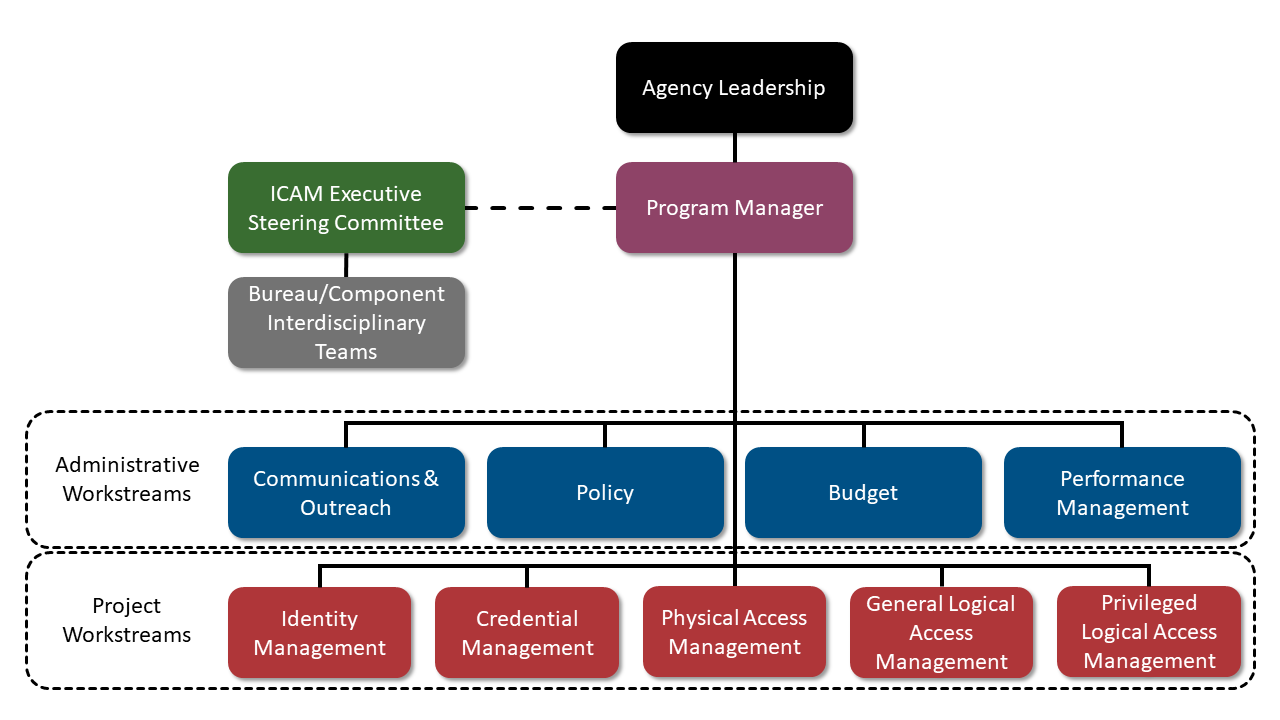 Agency Leadership
ICAM Executive
Steering Committee
Program Manager
Bureau/Component
Interdisciplinary
Teams
Administrative
Workstreams
Communications &
Outreach
Policy
Budget
Performance
Management
Project
Workstreams
Identity
Management
Credential
Management
Physical Access
Management
General Logical
Access
Management
Privileged
Logical Access
Management